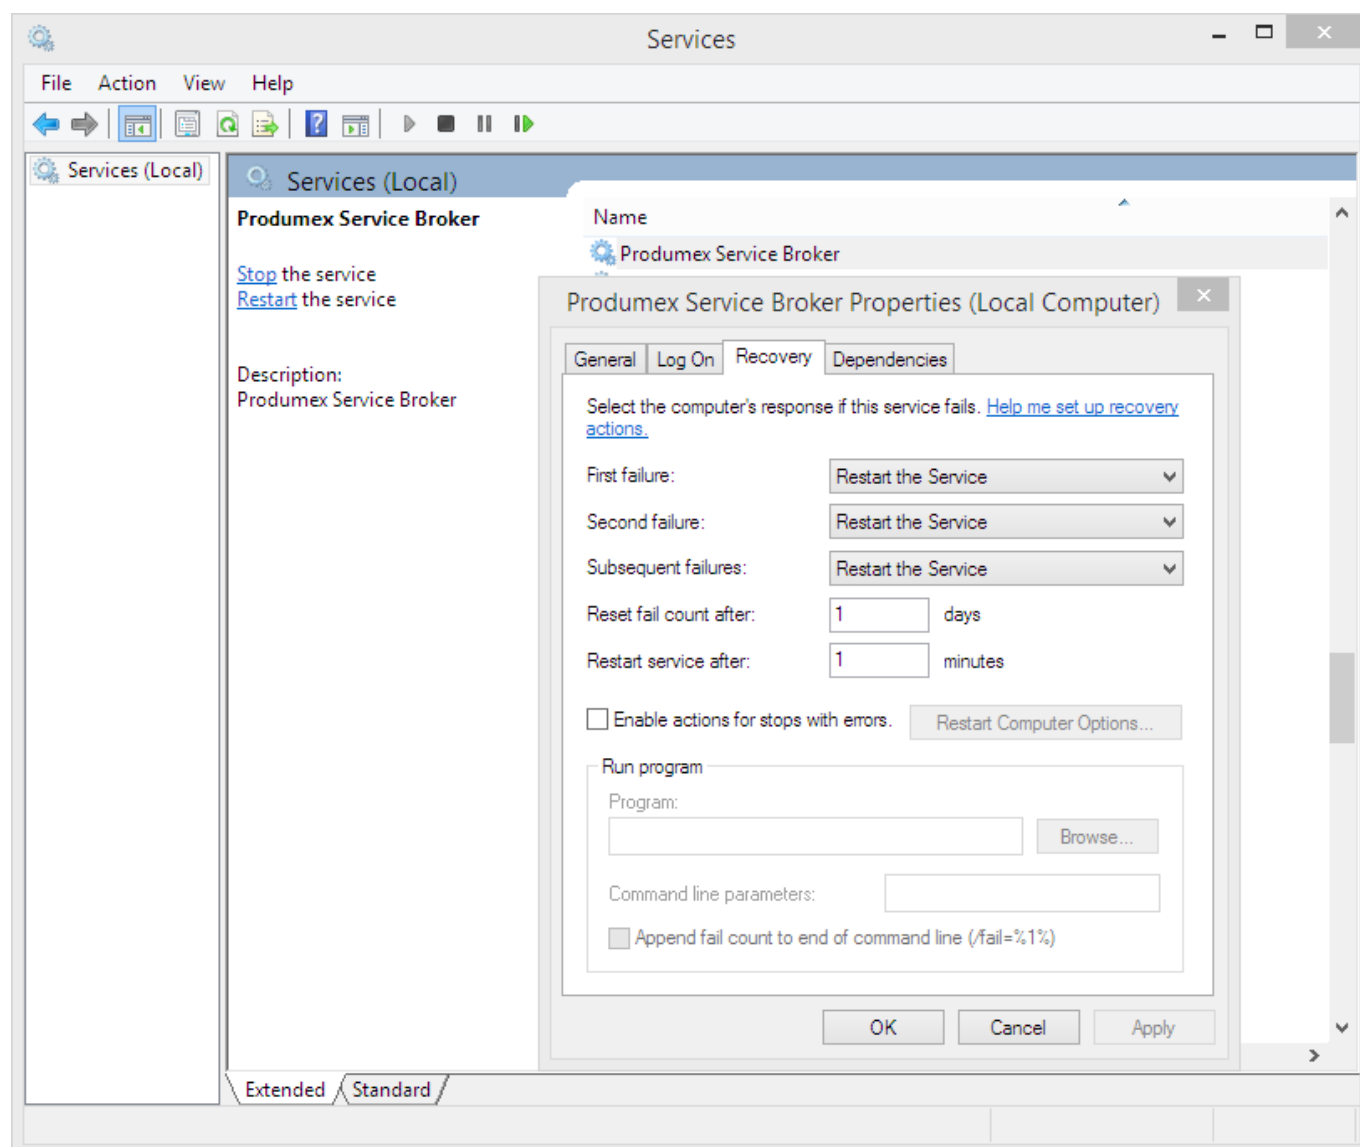 Services
File Action View Help
Services (Local)
Services (Local)
Produmex Service Broker
Stop the service
Restart the service
Description:
Produmex Service Broker
Name
Produmex Service Broker
Produmex Service Broker Properties (Local Computer)
General Log On Recovery Dependencies
Select the computer's response if this service fails. Help me set up recovery
actions.
First failure: Restart the Service
Second failure: Restart the Service
Subsequent failures: Restart the Service
Reset fail count after: 1 days
Restart service after: 1 minutes
Enable actions for stops with errors. Restart Computer Options...
Run program
Program:
Browse...
Command line parameters:
Append fail count to end of command line (/fail=%1%)
OK Cancel Apply
Extended Standard